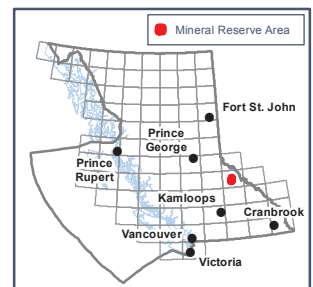 Mineral Reserve Area
Fort St. John
Prince
George
Prince
Rupert
Kamloops
Cranbrook
Vancouver
Victoria